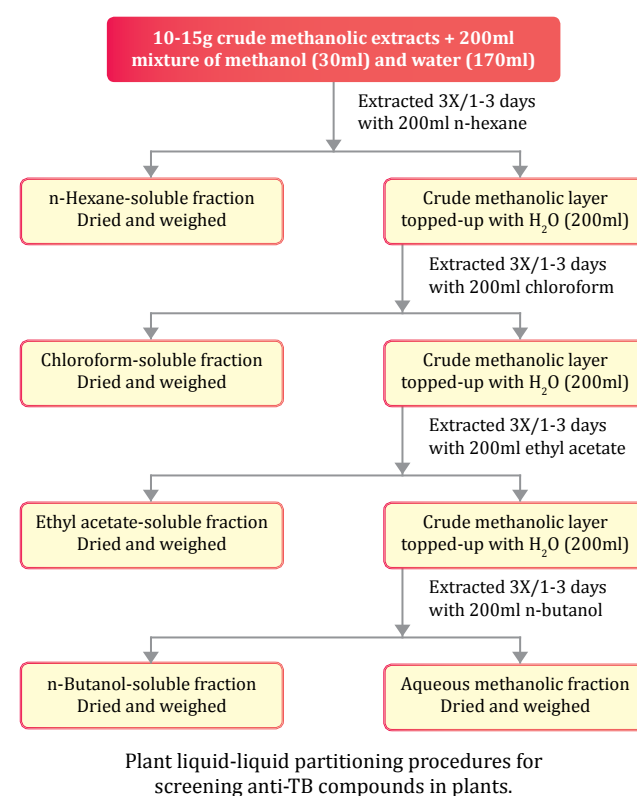 10-15g crude methanolic extracts + 200ml
mixture of methanol (30ml) and water (170ml)
Extracted 3X/1-3 days
with 200ml n-hexane
n-Hexane-soluble fraction
Dried and weighed
Crude methanolic layer
topped-up with H₂O (200ml)
Extracted 3X/1-3 days
with 200ml chloroform
Chloroform-soluble fraction
Dried and weighed
Crude methanolic layer
topped-up with H₂O (200ml)
Extracted 3X/1-3 days
with 200ml ethyl acetate
Ethyl acetate-soluble fraction
Dried and weighed
Crude methanolic layer
topped-up with H₂O (200ml)
Extracted 3X/1-3 days
with 200ml n-butanol
n-Butanol-soluble fraction
Dried and weighed
Aqueous methanolic fraction
Dried and weighed
Plant liquid-liquid partitioning procedures for
screening anti-TB compounds in plants.